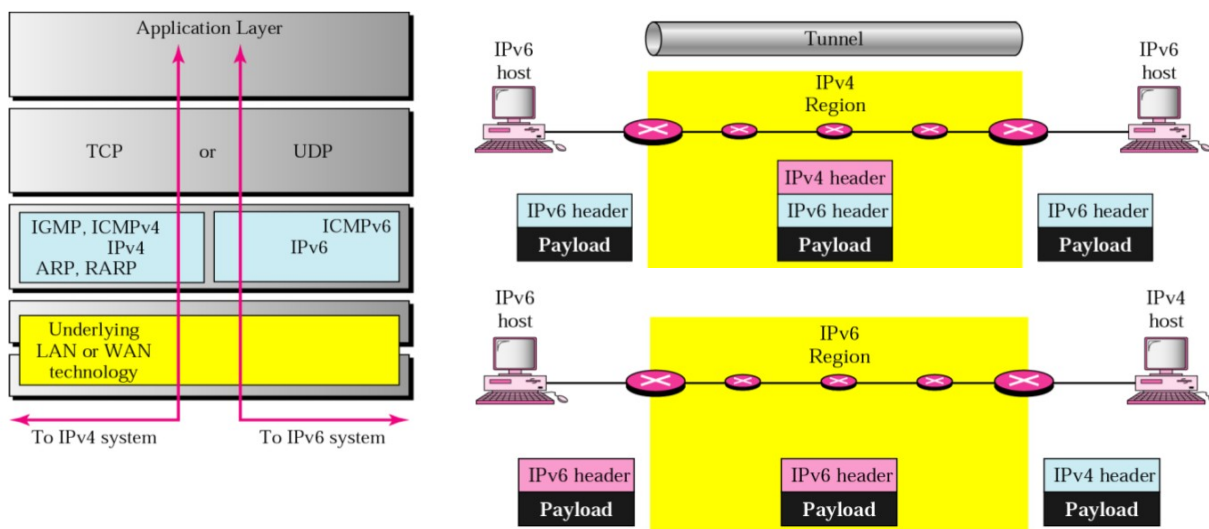 Application Layer
TCP or UDP
IGMP, ICMPv4
IPv4
ARP, RARP
ICMPv6
IPv6
Underlying
LAN or WAN
technology
To IPv4 system
To IPv6 system
Tunnel
IPv6
host
IPv4
Region
IPv6
host
IPv6 header
Payload
IPv4 header
IPv6 header
Payload
IPv6 header
Payload
IPv6
host
IPv6
Region
IPv4
host
IPv6 header
Payload
IPv6 header
Payload
IPv4 header
Payload